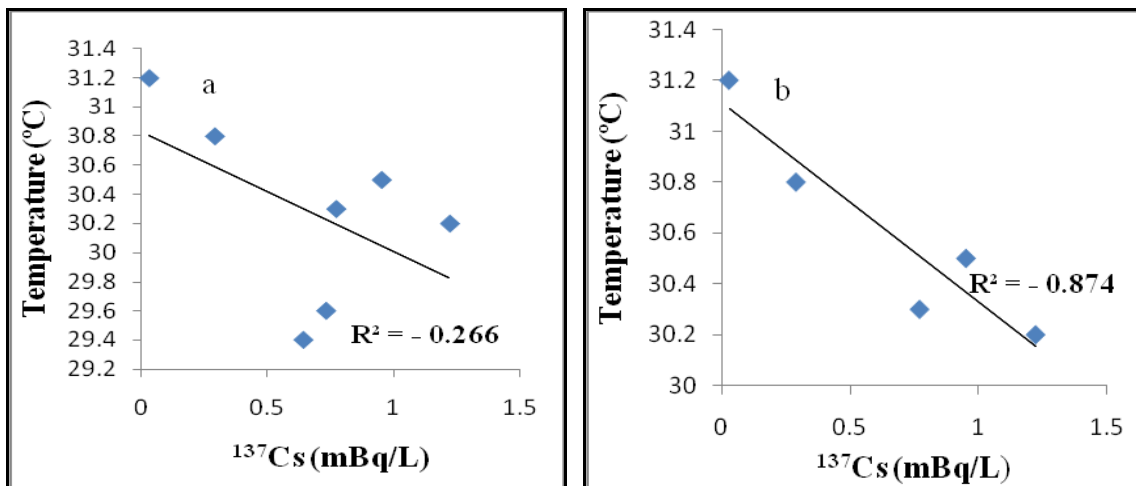 31.4
31.2
31
30.8
30.6
30.4
30.2
30
29.8
29.6
29.4
29.2
Temperature (ºC)
a
R² = - 0.266
0 0.5 1 1.5
¹³⁷Cs (mBq/L)
31.4
31.2
31
30.8
30.6
30.4
30.2
30
Temperature (ºC)
b
R² = - 0.874
0 0.5 1 1.5
¹³⁷Cs (mBq/L)